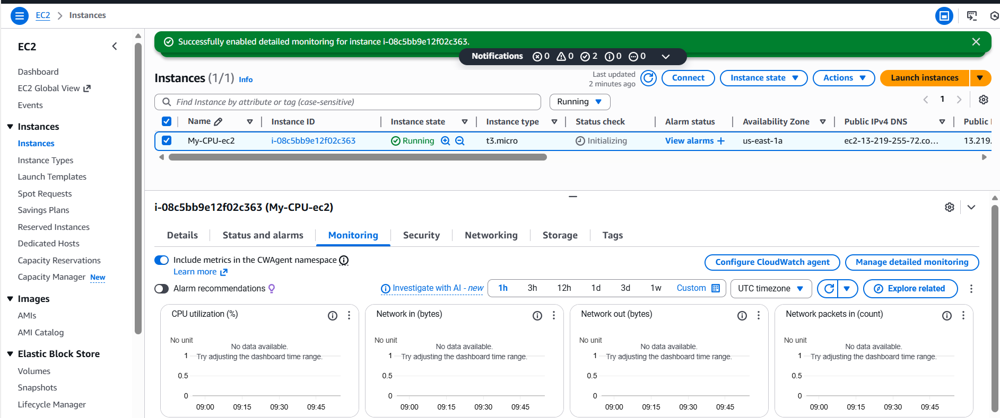 EC2 > Instances
EC2
Dashboard
EC2 Global View
Events
Instances
Instances
Instance Types
Launch Templates
Spot Requests
Savings Plans
Reserved Instances
Dedicated Hosts
Capacity Reservations
Capacity Manager New
Images
AMIs
AMI Catalog
Elastic Block Store
Volumes
Snapshots
Lifecycle Manager
Successfully enabled detailed monitoring for instance i-08c5bb9e12f02c363.
Notifications 0 0 2 0 0
Instances (1/1) Info
Last updated
2 minutes ago
Connect
Instance state
Actions
Launch instances
Find Instance by attribute or tag (case-sensitive)
Running
1
Name Instance ID Instance state Instance type Status check Alarm status Availability Zone Public IPv4 DNS Public
My-CPU-ec2 i-08c5bb9e12f02c363 Running t3.micro Initializing View alarms + us-east-1a ec2-13-219-255-72.co... 13.219.
i-08c5bb9e12f02c363 (My-CPU-ec2)
Details Status and alarms Monitoring Security Networking Storage Tags
Include metrics in the CWAgent namespace
Learn more
Configure CloudWatch agent
Manage detailed monitoring
Alarm recommendations
Investigate with AI - new
1h 3h 12h 1d 3d 1w Custom
UTC timezone
Explore related
CPU utilization (%)
No unit
No data available.
Try adjusting the dashboard time range.
1
0.5
0
09:00 09:15 09:30 09:45
Network in (bytes)
No unit
No data available.
Try adjusting the dashboard time range.
1
0.5
0
09:00 09:15 09:30 09:45
Network out (bytes)
No unit
No data available.
Try adjusting the dashboard time range.
1
0.5
0
09:00 09:15 09:30 09:45
Network packets in (count)
No unit
No data available.
Try adjusting the dashboard time range.
1
0.5
0
09:00 09:15 09:30 09:45